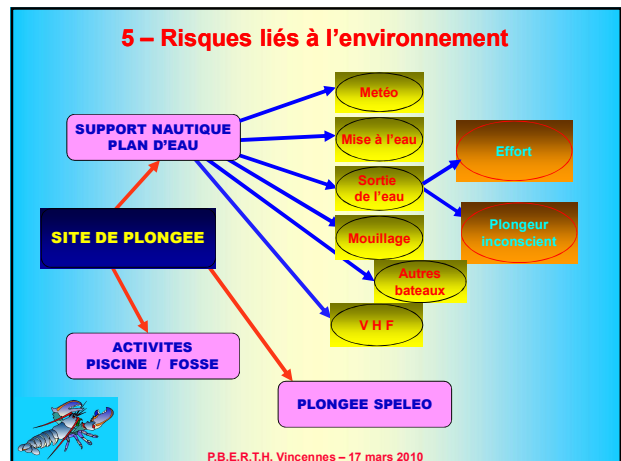 5 – Risques liés à l'environnement
Metéo
SUPPORT NAUTIQUE
PLAN D'EAU
Mise à l'eau
Effort
Sortie
de l'eau
SITE DE PLONGEE
Mouillage
Plongeur
inconscient
Autres
bateaux
V H F
ACTIVITES
PISCINE / FOSSE
PLONGEE SPELEO
P.B.E.R.T.H. Vincennes – 17 mars 2010